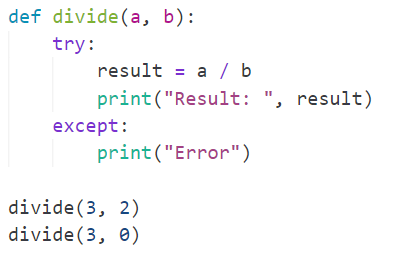 def divide(a, b):
    try:
        result = a / b
        print("Result: ", result)
    except:
        print("Error")

divide(3, 2)
divide(3, 0)